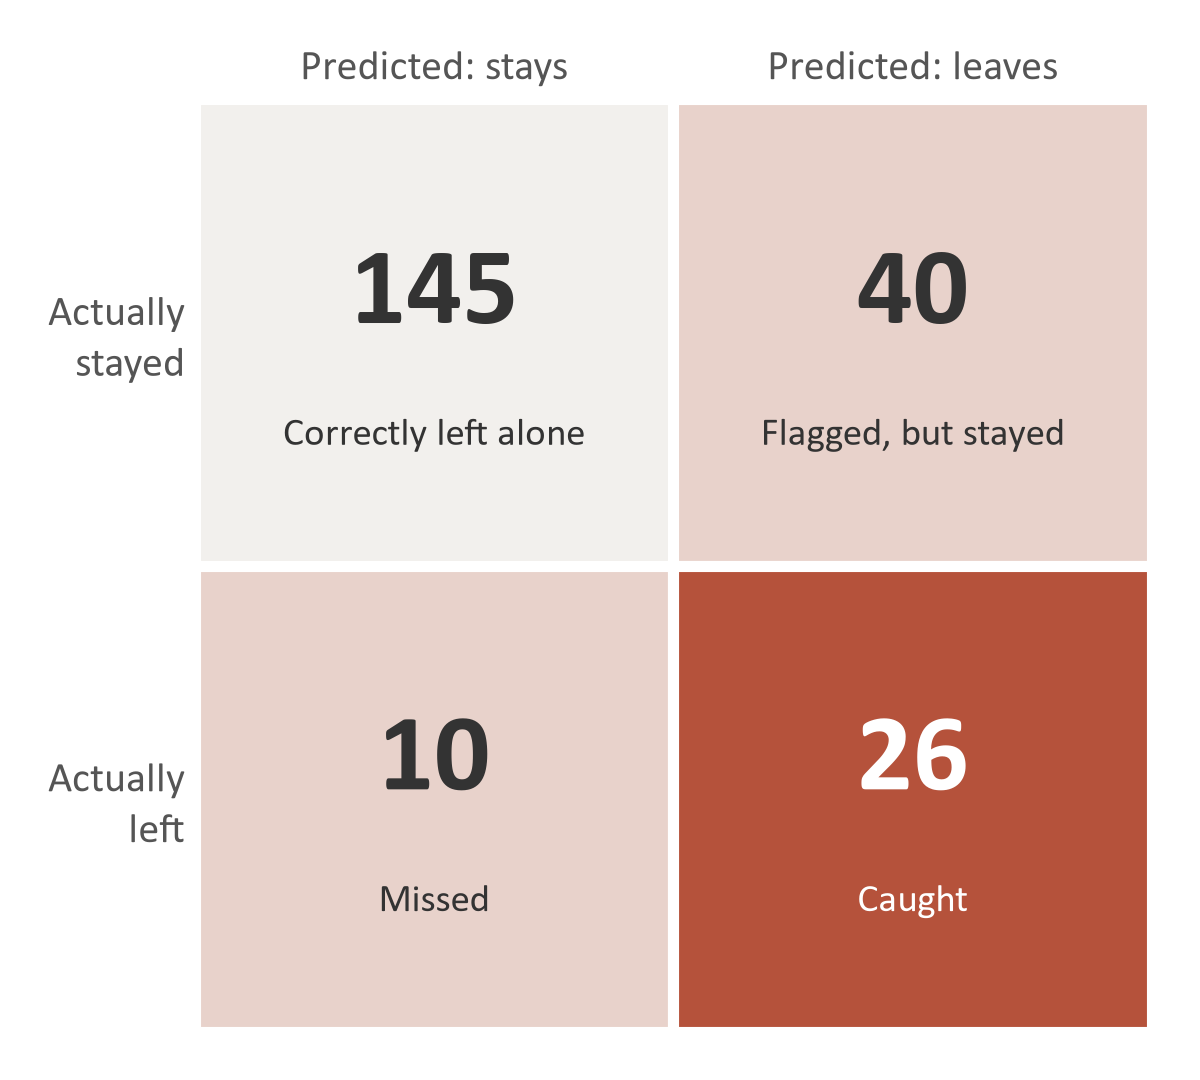 Predicted: stays
Predicted: leaves
Actually
stayed
145
Correctly left alone
40
Flagged, but stayed
Actually
left
10
Missed
26
Caught